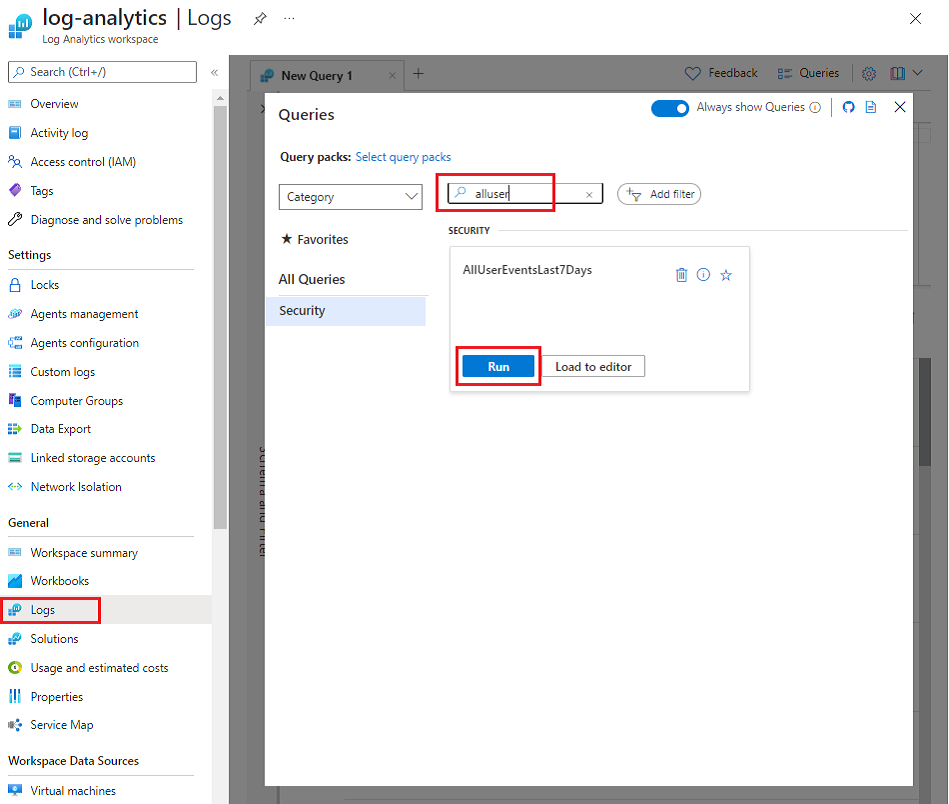 log-analytics | Logs
...
Log Analytics workspace
Search (Ctrl+/)
«
Overview
Activity log
Access control (IAM)
Tags
Diagnose and solve problems
Settings
Locks
Agents management
Agents configuration
Custom logs
Computer Groups
Data Export
Linked storage accounts
Network Isolation
General
Workspace summary
Workbooks
Logs
Solutions
Usage and estimated costs
Properties
Service Map
Workspace Data Sources
Virtual machines
New Query 1
Feedback
Queries
Schema and Filter
Queries
Always show Queries
Query packs: Select query packs
Category
alluser
Add filter
Favorites
All Queries
Security
SECURITY
AllUserEventsLast7Days
Run
Load to editor